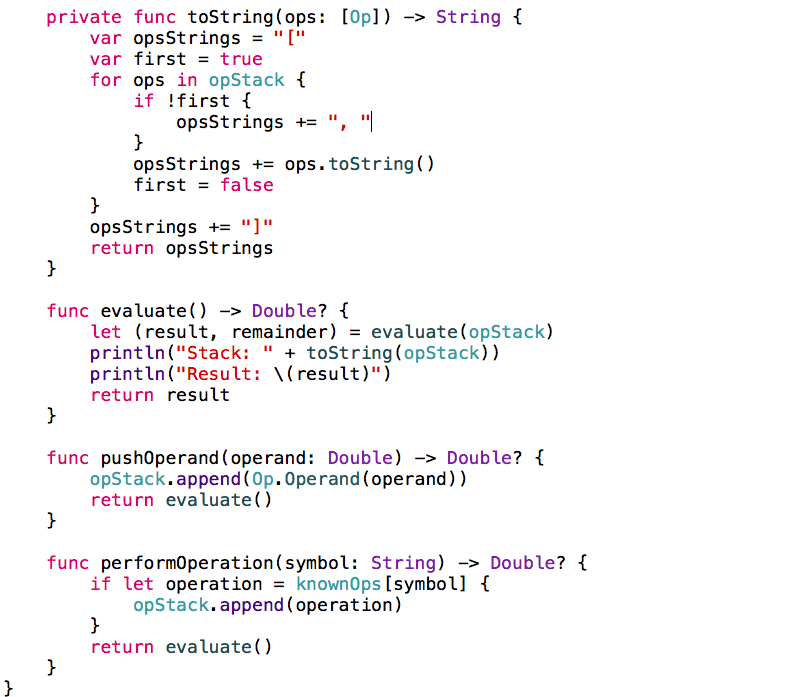 private func toString(ops: [Op]) -> String {
        var opsStrings = "["
        var first = true
        for ops in opStack {
            if !first {
                opsStrings += ", "
            }
            opsStrings += ops.toString()
            first = false
        }
        opsStrings += "]"
        return opsStrings
    }

    func evaluate() -> Double? {
        let (result, remainder) = evaluate(opStack)
        println("Stack: " + toString(opStack))
        println("Result: \(result)")
        return result
    }

    func pushOperand(operand: Double) -> Double? {
        opStack.append(Op.Operand(operand))
        return evaluate()
    }

    func performOperation(symbol: String) -> Double? {
        if let operation = knownOps[symbol] {
            opStack.append(operation)
        }
        return evaluate()
    }
}